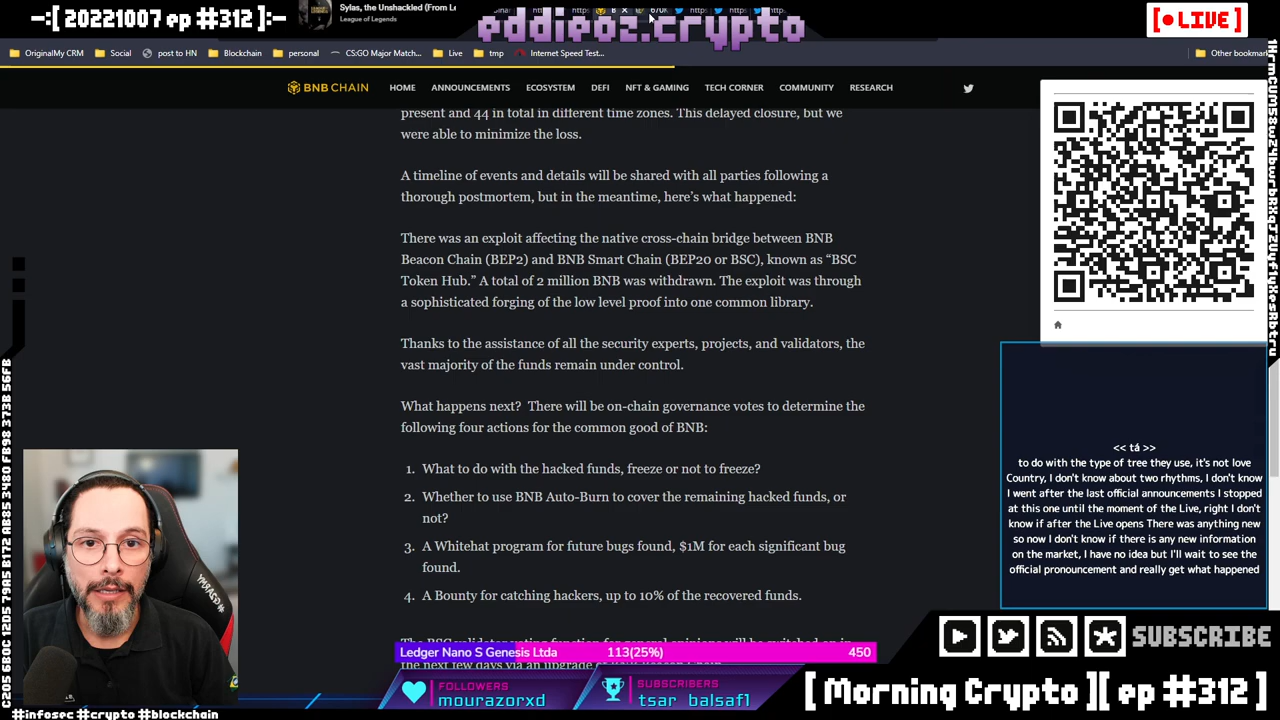 -:[ 20221007 ep #312 ]:-
Sylas, the Unshackled (From Le
League of Legends
eddieoz.crypto
[● LIVE]
OriginalMy CRM
Social
post to HN
Blockchain
personal
CS:GO Major Match...
Live
tmp
Internet Speed Test...
Other bookmar
BNB CHAIN
HOME
ANNOUNCEMENTS
ECOSYSTEM
DEFI
NFT & GAMING
TECH CORNER
COMMUNITY
RESEARCH
present and 44 in total in different time zones. This delayed closure, but we
were able to minimize the loss.
A timeline of events and details will be shared with all parties following a
thorough postmortem, but in the meantime, here's what happened:
There was an exploit affecting the native cross-chain bridge between BNB
Beacon Chain (BEP2) and BNB Smart Chain (BEP20 or BSC), known as “BSC
Token Hub.” A total of 2 million BNB was withdrawn. The exploit was through
a sophisticated forging of the low level proof into one common library.
Thanks to the assistance of all the security experts, projects, and validators, the
vast majority of the funds remain under control.
What happens next?  There will be on-chain governance votes to determine the
following four actions for the common good of BNB:
1. What to do with the hacked funds, freeze or not to freeze?
2. Whether to use BNB Auto-Burn to cover the remaining hacked funds, or
not?
3. A Whitehat program for future bugs found, $1M for each significant bug
found.
4. A Bounty for catching hackers, up to 10% of the recovered funds.
<< tá >>
to do with the type of tree they use, it's not love
Country, I don't know about two rhythms, I don't know
I went after the last official announcements I stopped
at this one until the moment of the Live, right I don't
know if after the Live opens There was anything new
so now I don't know if there is any new information
on the market, I have no idea but I'll wait to see the
official pronouncement and really get what happened
Ledger Nano S Genesis Ltda
113(25%)
450
FOLLOWERS
mourazorxd
SUBSCRIBERS
tsar_balsaf1
SUBSCRIBE
[ Morning Crypto ][ ep #312 ]
#infosec #crypto #blockchain